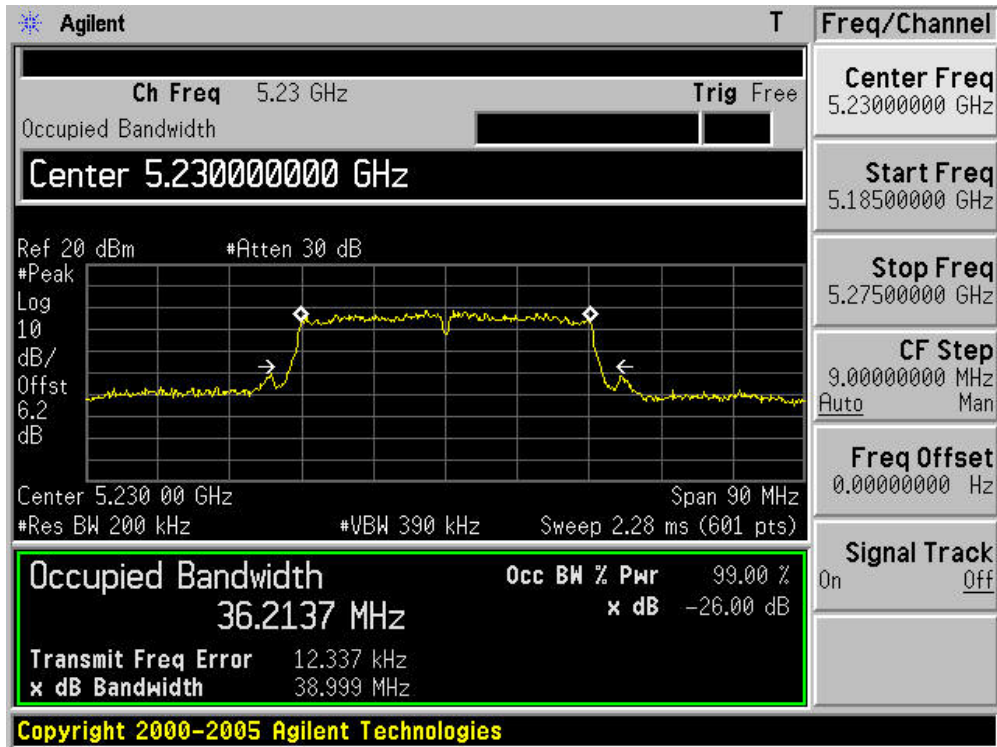 Agilent T Freq/Channel
Ch Freq 5.23 GHz Trig Free
Occupied Bandwidth
Center 5.230000000 GHz
Ref 20 dBm #Atten 30 dB
#Peak
Log
10
dB/
Offst
6.2
dB
Center 5.230 00 GHz Span 90 MHz
#Res BW 200 kHz #VBW 390 kHz Sweep 2.28 ms (601 pts)
Occupied Bandwidth Occ BW % Pwr 99.00 %
36.2137 MHz x dB -26.00 dB
Transmit Freq Error 12.337 kHz
x dB Bandwidth 38.999 MHz
Center Freq
5.23000000 GHz
Start Freq
5.18500000 GHz
Stop Freq
5.27500000 GHz
CF Step
9.00000000 MHz
Auto Man
Freq Offset
0.00000000 Hz
Signal Track
On Off
Copyright 2000-2005 Agilent Technologies